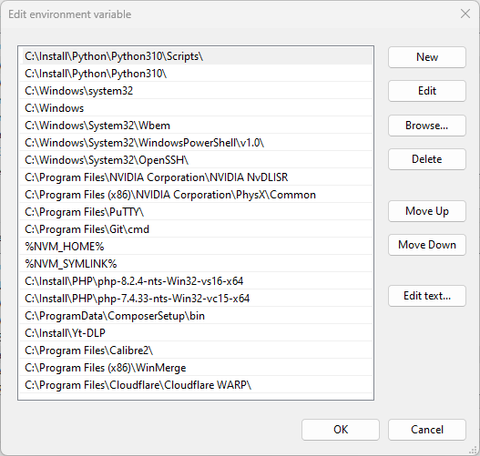 Edit environment variable
C:\Install\Python\Python310\Scripts\
C:\Install\Python\Python310\
C:\Windows\system32
C:\Windows
C:\Windows\System32\Wbem
C:\Windows\System32\WindowsPowerShell\v1.0\
C:\Windows\System32\OpenSSH\
C:\Program Files\NVIDIA Corporation\NVIDIA NvDLISR
C:\Program Files (x86)\NVIDIA Corporation\PhysX\Common
C:\Program Files\PuTTY\
C:\Program Files\Git\cmd
%NVM_HOME%
%NVM_SYMLINK%
C:\Install\PHP\php-8.2.4-nts-Win32-vs16-x64
C:\Install\PHP\php-7.4.33-nts-Win32-vc15-x64
C:\ProgramData\ComposerSetup\bin
C:\Install\Yt-DLP
C:\Program Files\Calibre2\
C:\Program Files (x86)\WinMerge
C:\Program Files\Cloudflare\Cloudflare WARP\
New
Edit
Browse...
Delete
Move Up
Move Down
Edit text...
OK
Cancel